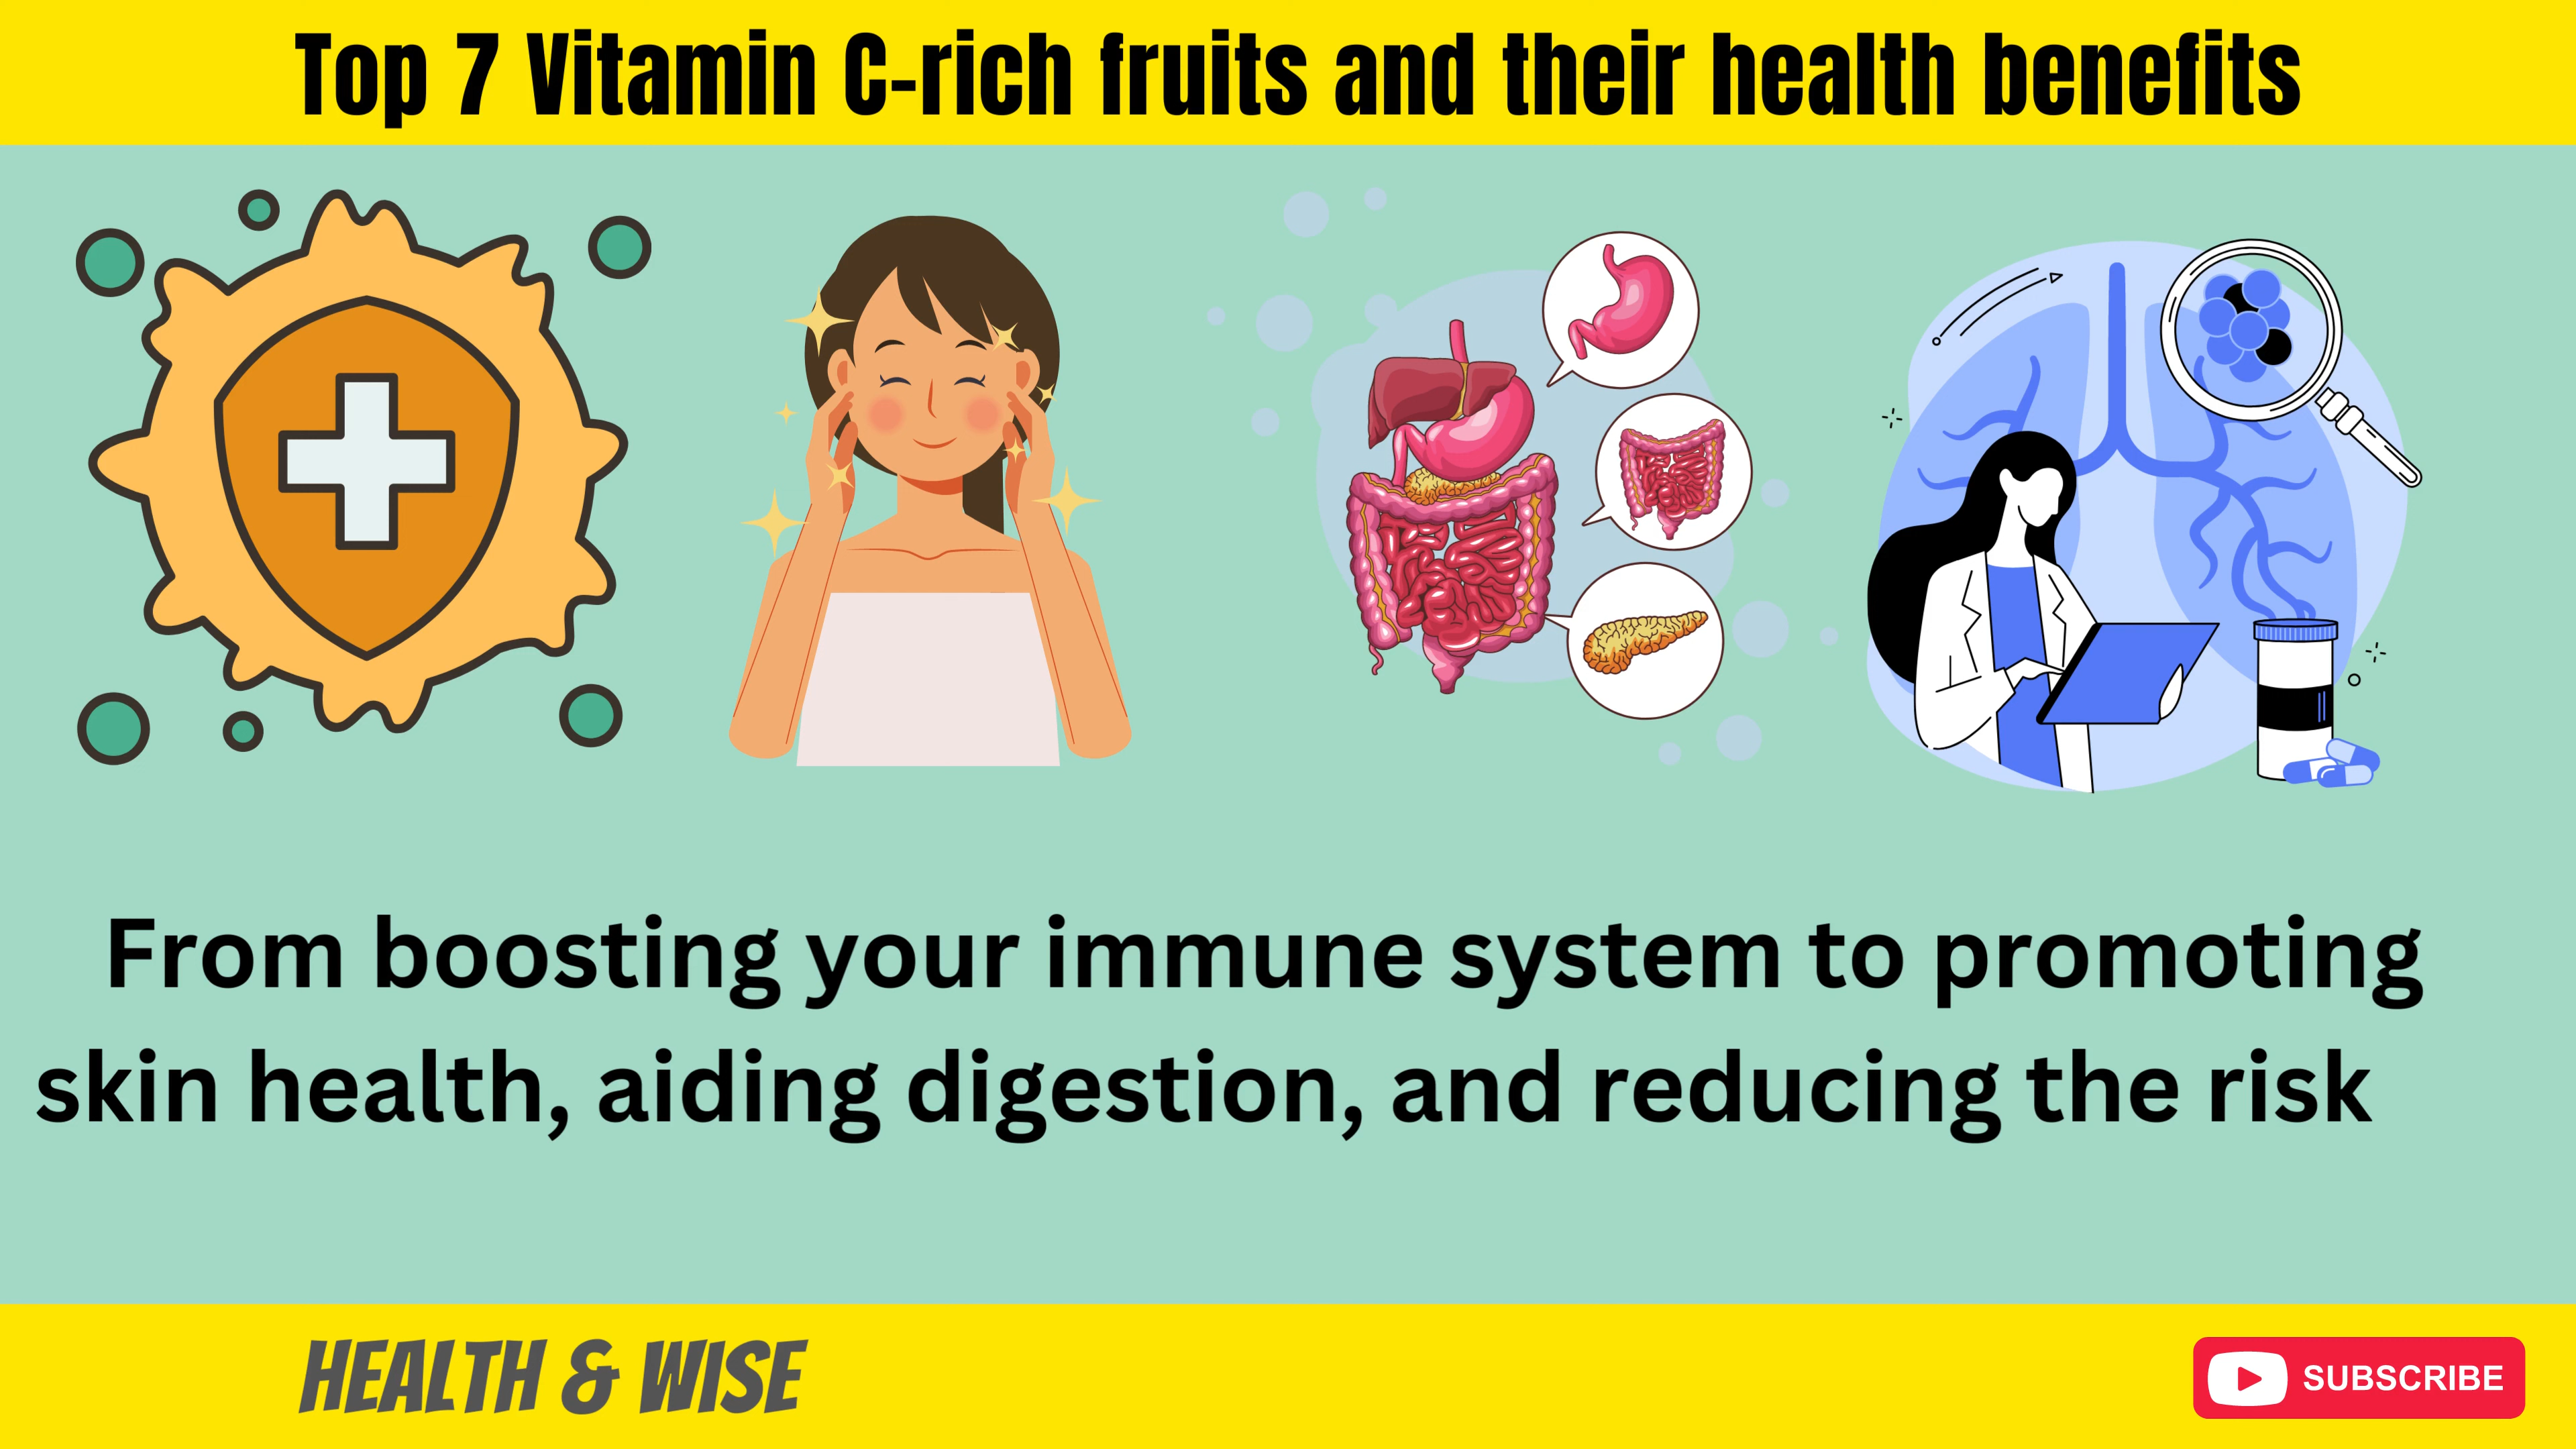 Top 7 Vitamin C-rich fruits and their health benefits
From boosting your immune system to promoting
skin health, aiding digestion, and reducing the risk
HEALTH & WISE
SUBSCRIBE